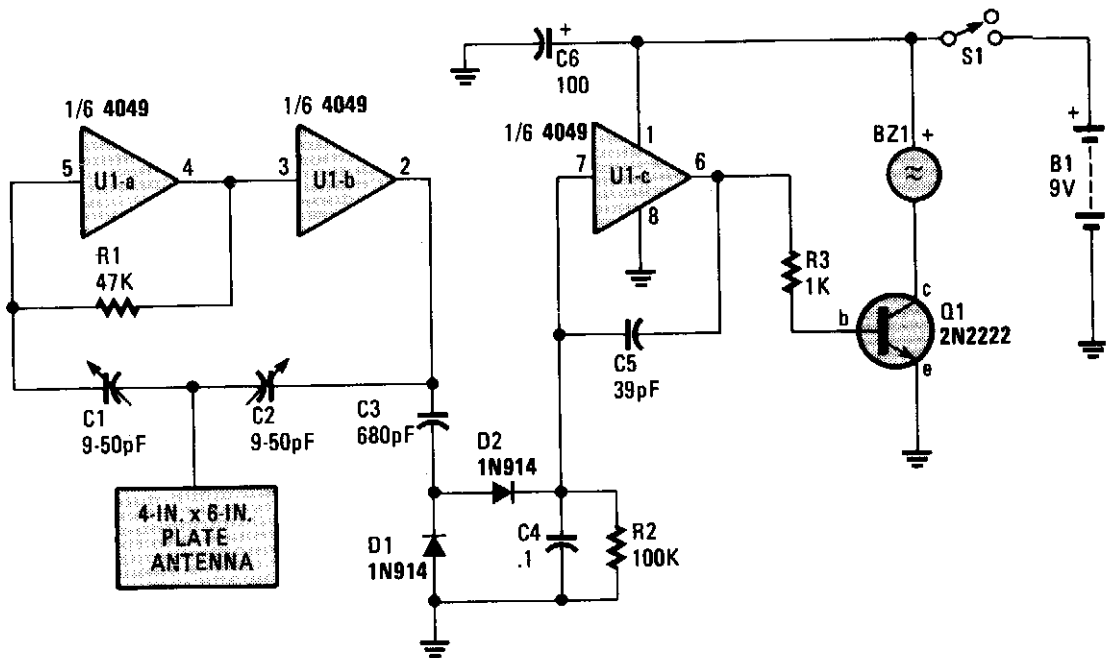 1/6 4049
5
U1-a
4
R1
47K
1/6 4049
3
U1-b
2
C1
9-50pF
C2
9-50pF
4-IN. x 6-IN.
PLATE
ANTENNA
C3
680pF
D1
1N914
D2
1N914
C4
.1
R2
100K
+
C6
100
1/6 4049
7
U1-c
1
6
8
C5
39pF
R3
1K
BZ1
+
≈
b
c
e
Q1
2N2222
S1
+
B1
9V